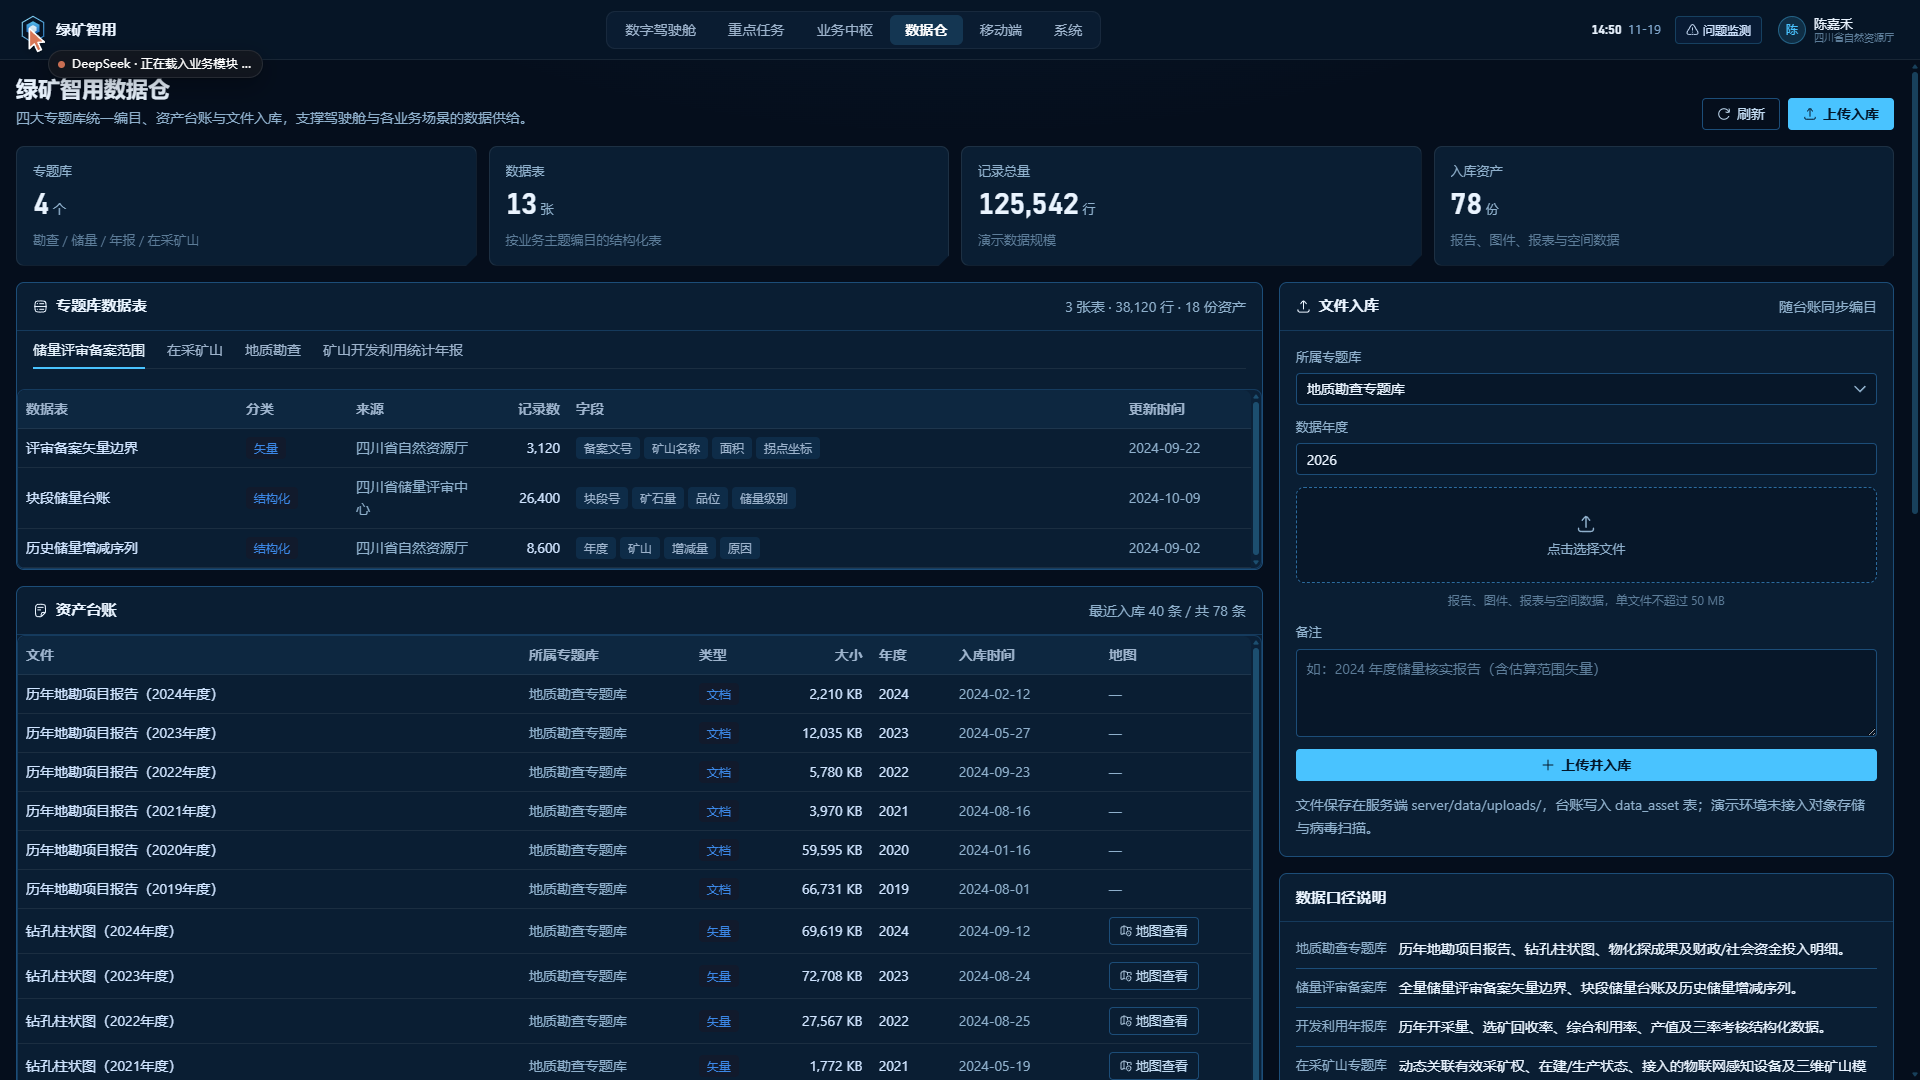 绿矿智用
数字驾驶舱 重点任务 业务中枢 数据仓 移动端 系统
14:50 11-19 问题监测 陈 陈嘉禾
四川省自然资源厅
DeepSeek · 正在载入业务模块 ...
绿矿智用数据仓
四大专题库统一编目、资产台账与文件入库，支撑驾驶舱与各业务场景的数据供给。
刷新 上传入库
专题库
4 个
勘查 / 储量 / 年报 / 在采矿山
数据表
13 张
按业务主题编目的结构化表
记录总量
125,542 行
演示数据规模
入库资产
78 份
报告、图件、报表与空间数据
专题库数据表 3 张表 · 38,120 行 · 18 份资产
储量评审备案范围 在采矿山 地质勘查 矿山开发利用统计年报
数据表 分类 来源 记录数 字段 更新时间
评审备案矢量边界 矢量 四川省自然资源厅 3,120 备案文号 矿山名称 面积 拐点坐标 2024-09-22
块段储量台账 结构化 四川省储量评审中心 26,400 块段号 矿石量 品位 储量级别 2024-10-09
历史储量增减序列 结构化 四川省自然资源厅 8,600 年度 矿山 增减量 原因 2024-09-02
资产台账 最近入库 40 条 / 共 78 条
文件 所属专题库 类型 大小 年度 入库时间 地图
历年地勘项目报告（2024年度） 地质勘查专题库 文档 2,210 KB 2024 2024-02-12 —
历年地勘项目报告（2023年度） 地质勘查专题库 文档 12,035 KB 2023 2024-05-27 —
历年地勘项目报告（2022年度） 地质勘查专题库 文档 5,780 KB 2022 2024-09-23 —
历年地勘项目报告（2021年度） 地质勘查专题库 文档 3,970 KB 2021 2024-08-16 —
历年地勘项目报告（2020年度） 地质勘查专题库 文档 59,595 KB 2020 2024-01-16 —
历年地勘项目报告（2019年度） 地质勘查专题库 文档 66,731 KB 2019 2024-08-01 —
钻孔柱状图（2024年度） 地质勘查专题库 矢量 69,619 KB 2024 2024-09-12 地图查看
钻孔柱状图（2023年度） 地质勘查专题库 矢量 72,708 KB 2023 2024-08-24 地图查看
钻孔柱状图（2022年度） 地质勘查专题库 矢量 27,567 KB 2022 2024-08-25 地图查看
钻孔柱状图（2021年度） 地质勘查专题库 矢量 1,772 KB 2021 2024-05-19 地图查看
文件入库 随台账同步编目
所属专题库
地质勘查专题库
数据年度
2026
点击选择文件
报告、图件、报表与空间数据，单文件不超过 50 MB
备注
如：2024 年度储量核实报告（含估算范围矢量）
上传并入库
文件保存在服务端 server/data/uploads/，台账写入 data_asset 表；演示环境未接入对象存储
与病毒扫描。
数据口径说明
地质勘查专题库 历年地勘项目报告、钻孔柱状图、物化探成果及财政/社会资金投入明细。
储量评审备案库 全量储量评审备案矢量边界、块段储量台账及历史储量增减序列。
开发利用年报库 历年开采量、选矿回收率、综合利用率、产值及三率考核结构化数据。
在采矿山专题库 动态关联有效采矿权、在建/生产状态、接入的物联网感知设备及三维矿山模